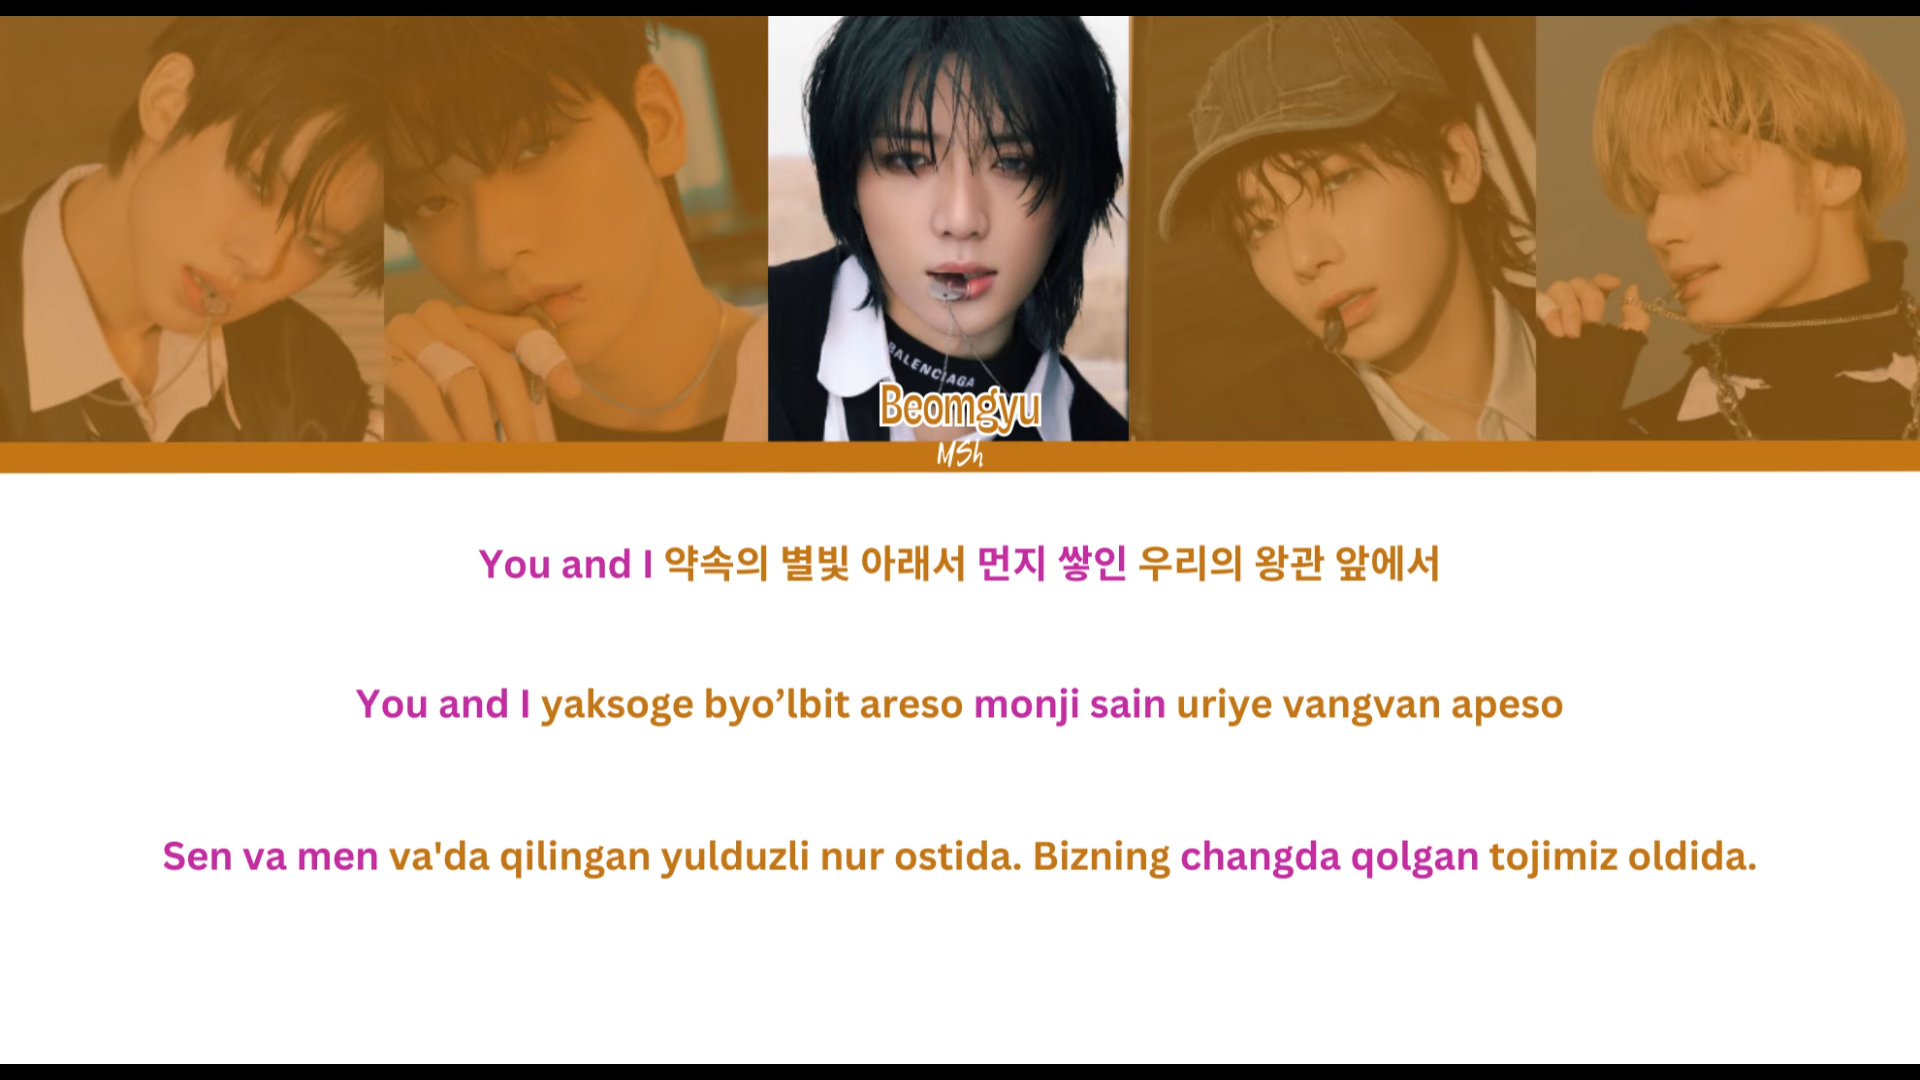 BALENCIAGA
Beomgyu
MSh
You and I 약속의 별빛 아래서 먼지 쌓인 우리의 왕관 앞에서
You and I yaksoge byo’lbit areso monji sain uriye vangvan apeso
Sen va men va'da qilingan yulduzli nur ostida. Bizning changda qolgan tojimiz oldida.